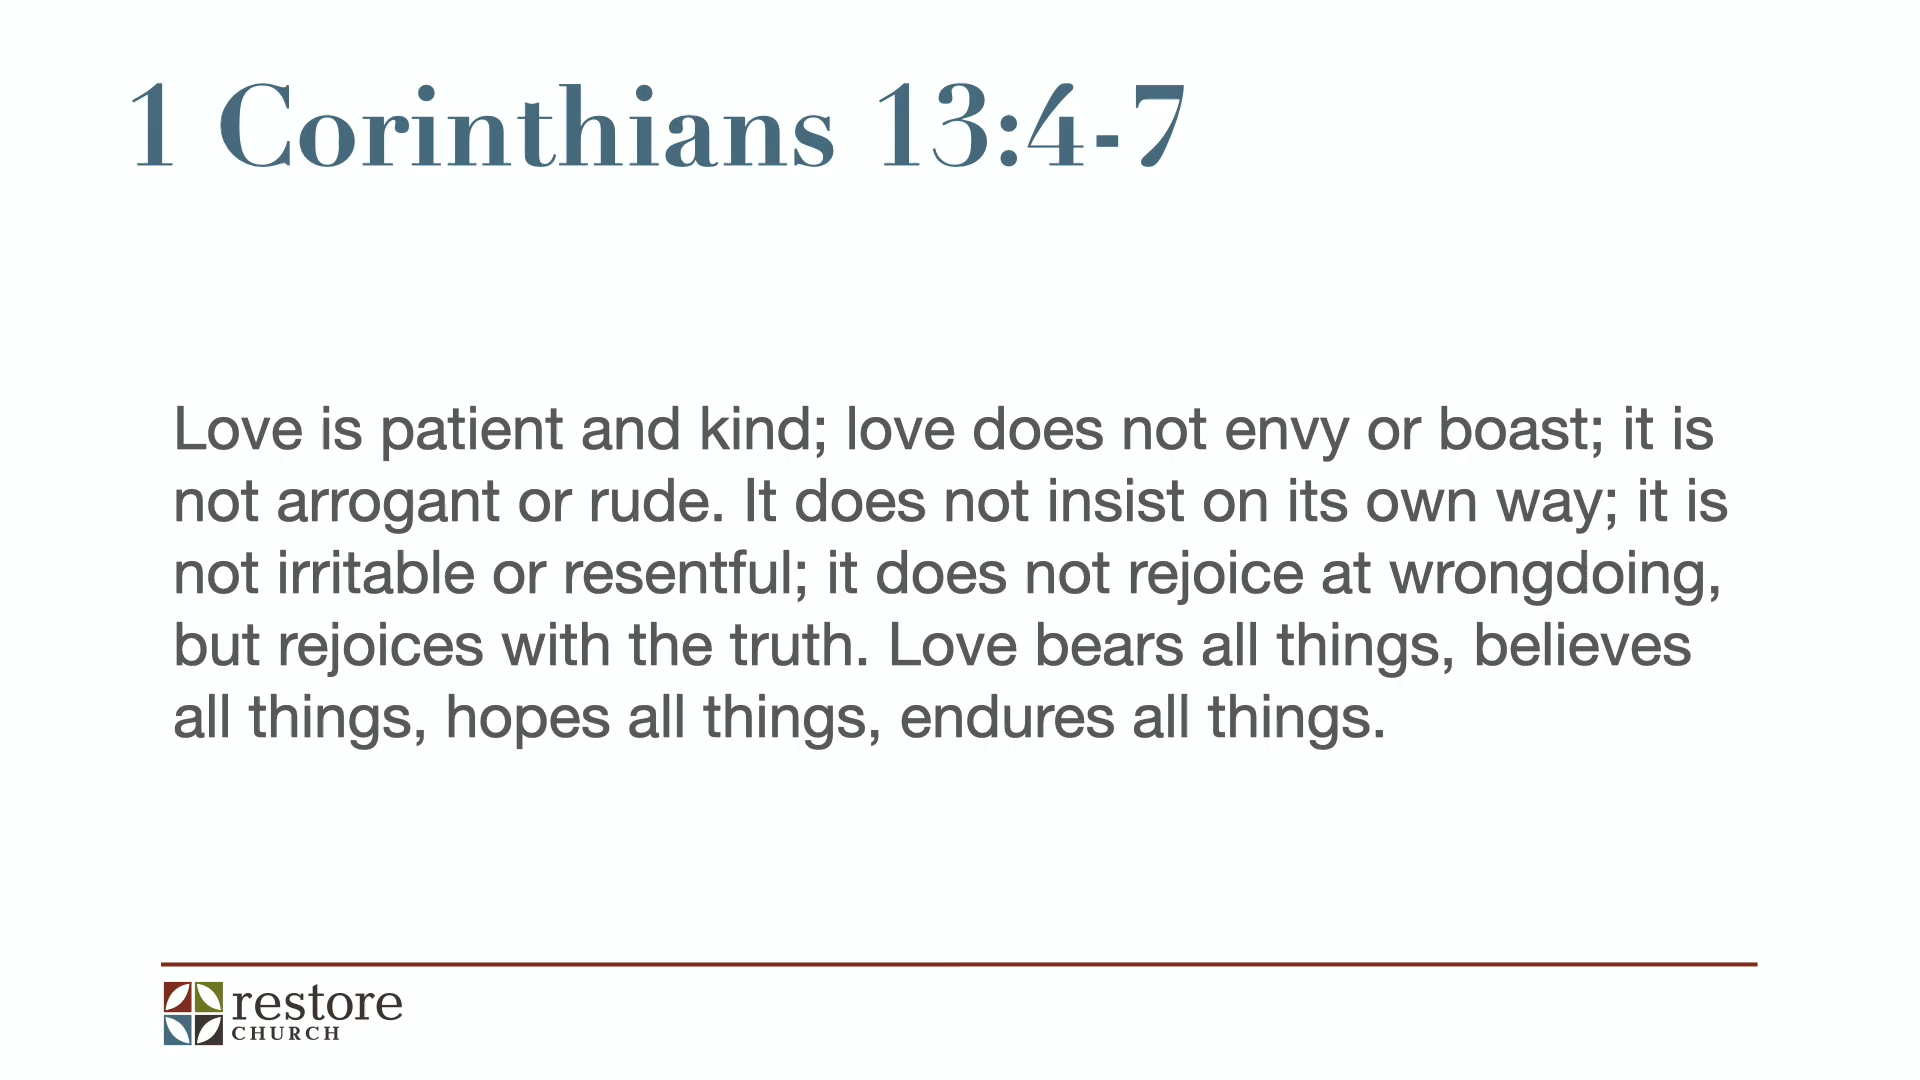 1 Corinthians 13:4-7
Love is patient and kind; love does not envy or boast; it is
not arrogant or rude. It does not insist on its own way; it is
not irritable or resentful; it does not rejoice at wrongdoing,
but rejoices with the truth. Love bears all things, believes
all things, hopes all things, endures all things.
restore
CHURCH